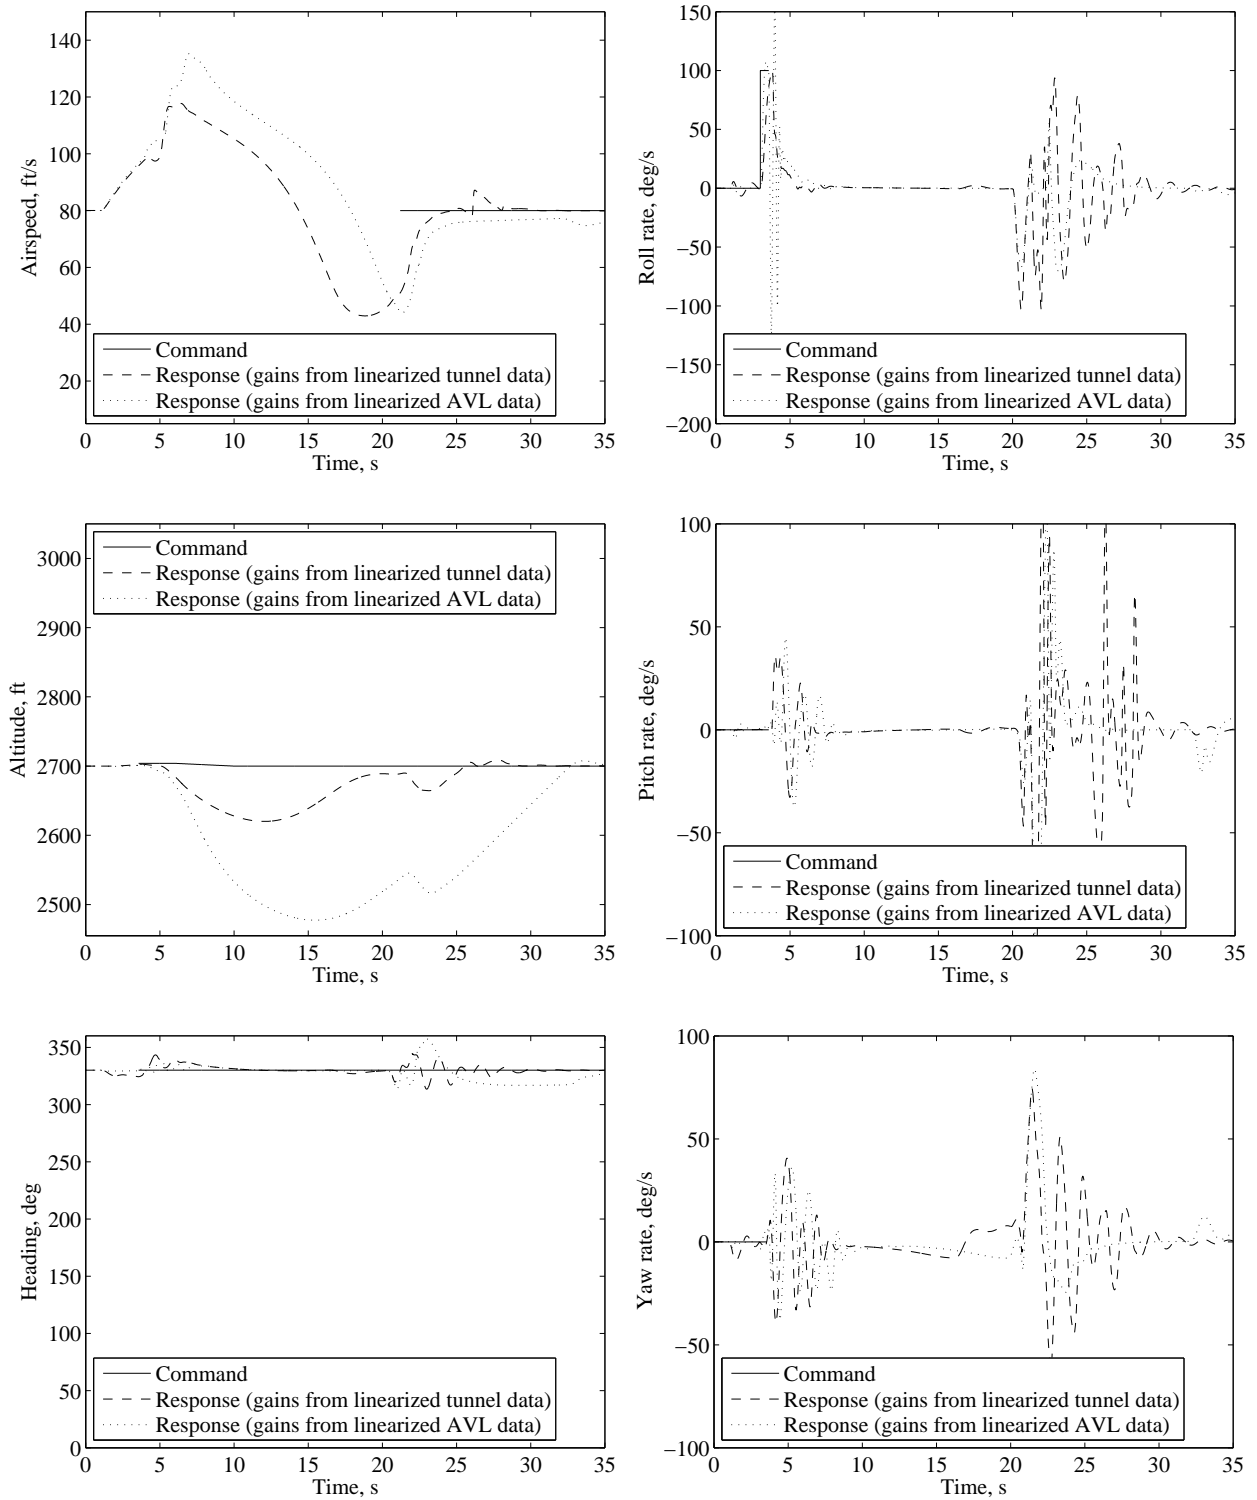 140
120
100
80
60
40
20
Airspeed, ft/s
Command
Response (gains from linearized tunnel data)
Response (gains from linearized AVL data)
0 5 10 15 20 25 30 35
Time, s
150
100
50
0
−50
−100
−150
−200
Roll rate, deg/s
Command
Response (gains from linearized tunnel data)
Response (gains from linearized AVL data)
0 5 10 15 20 25 30 35
Time, s
3000
2900
2800
2700
2600
2500
Altitude, ft
Command
Response (gains from linearized tunnel data)
Response (gains from linearized AVL data)
0 5 10 15 20 25 30 35
Time, s
100
50
0
−50
−100
Pitch rate, deg/s
Command
Response (gains from linearized tunnel data)
Response (gains from linearized AVL data)
0 5 10 15 20 25 30 35
Time, s
350
300
250
200
150
100
50
0
Heading, deg
Command
Response (gains from linearized tunnel data)
Response (gains from linearized AVL data)
0 5 10 15 20 25 30 35
Time, s
100
50
0
−50
−100
Yaw rate, deg/s
Command
Response (gains from linearized tunnel data)
Response (gains from linearized AVL data)
0 5 10 15 20 25 30 35
Time, s